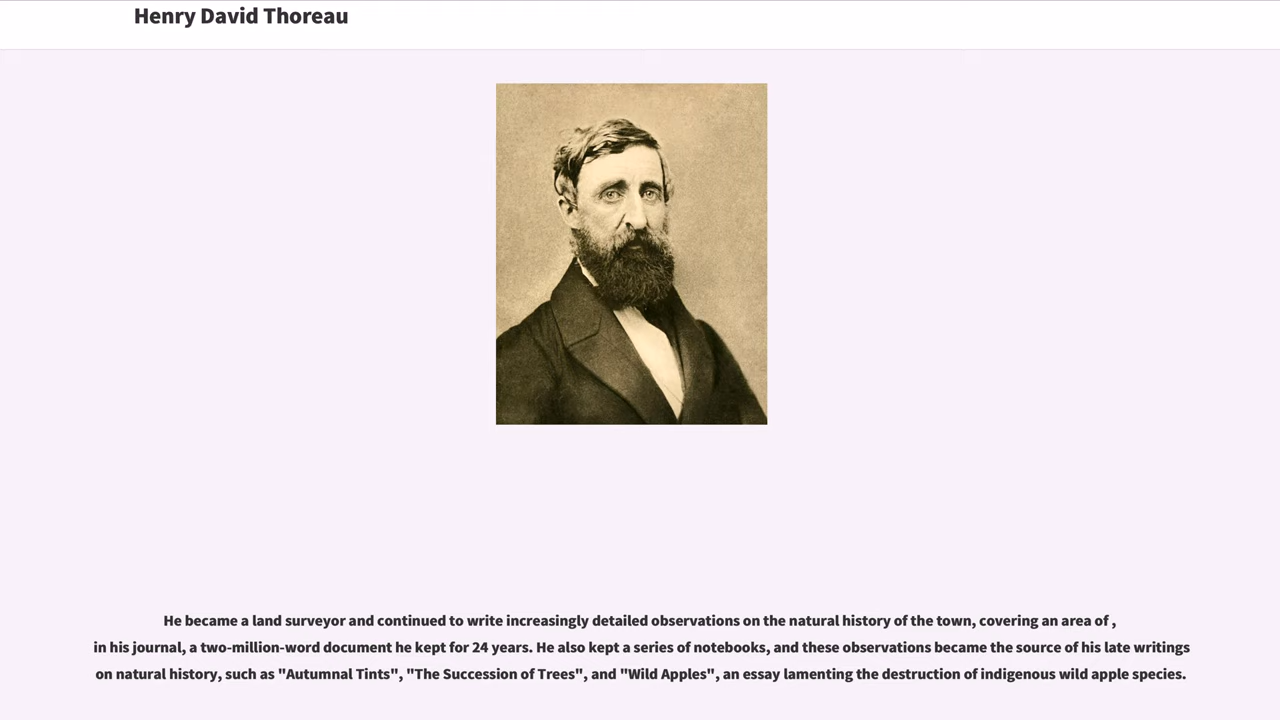 Henry David Thoreau
He became a land surveyor and continued to write increasingly detailed observations on the natural history of the town, covering an area of ,
in his journal, a two-million-word document he kept for 24 years. He also kept a series of notebooks, and these observations became the source of his late writings
on natural history, such as "Autumnal Tints", "The Succession of Trees", and "Wild Apples", an essay lamenting the destruction of indigenous wild apple species.